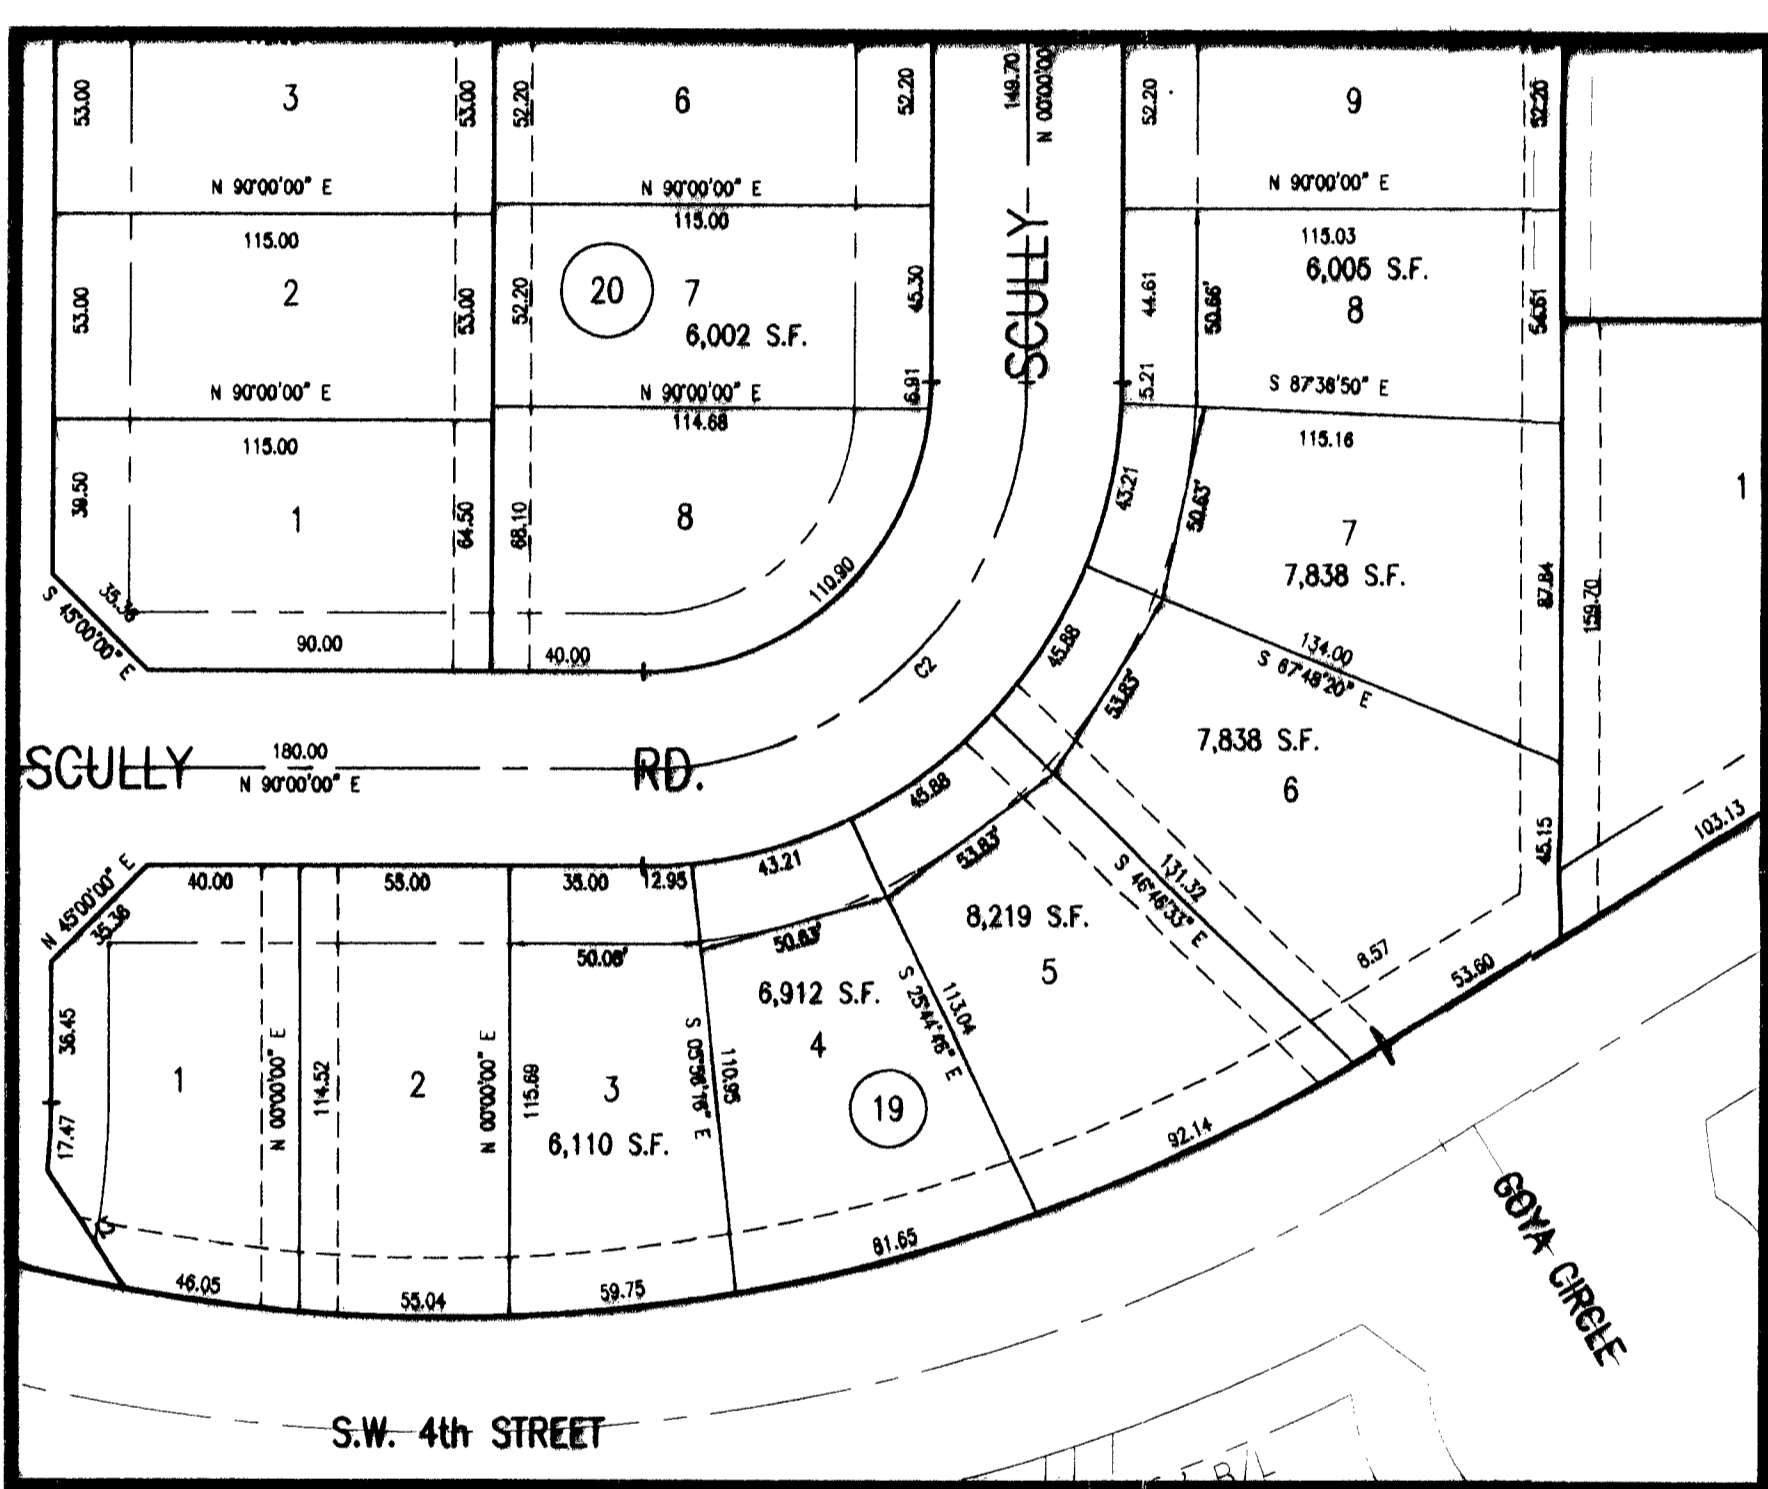 53.00
3
53.00
52.20
6
52.20
149.70
N 00°00'00"
52.20
9
52.20
N 90°00'00" E
115.00
N 90°00'00" E
115.00
N 90°00'00" E
115.03
6,005 S.F.
8
53.00
2
53.00
52.20
20
7
6,002 S.F.
45.30
SCULLY
44.61
50.66'
N 90°00'00" E
115.00
N 90°00'00" E
114.68
6.91
5.21
S 87°38'50" E
115.16
39.50
1
64.50
68.10
8
110.90
43.21
50.63'
7
7,838 S.F.
87.84
159.70
1
35.36
S 45°00'00" E
90.00
40.00
C2
45.88
53.83'
134.00
S 67°48'20" E
7,838 S.F.
6
45.15
103.13
SCULLY RD.
180.00
N 90°00'00" E
45.88
53.83'
131.32
S 46°46'33" E
8.57
53.60
N 45°00'00" E
35.36
40.00
55.00
35.00
12.95
43.21
50.06'
50.63'
8,219 S.F.
5
36.45
17.47
1
N 00°00'00" E
114.52
2
N 00°00'00" E
115.69
3
6,110 S.F.
110.95
6,912 S.F.
4
19
S 25°44'46" E
113.04
92.14
81.65
46.05
55.04
59.75
GOYA CIRCLE
S.W. 4th STREET
B/L